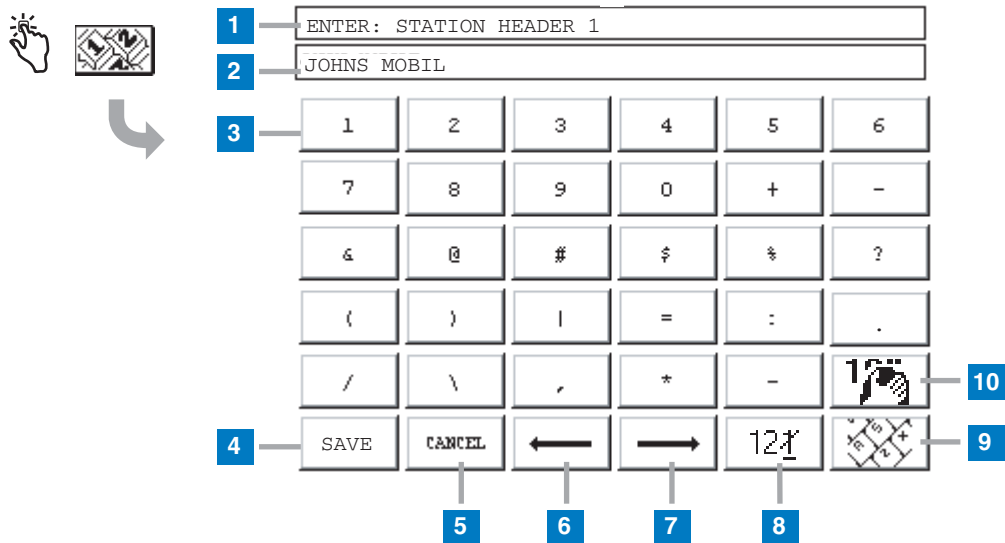 1 ENTER: STATION HEADER 1
2 JOHNS MOBIL
3 1 2 3 4 5 6
7 8 9 0 + -
& @ # $ % ?
( ) | = : .
/ \ , * - 10
4 SAVE CANCEL 12 9
5 6 7 8